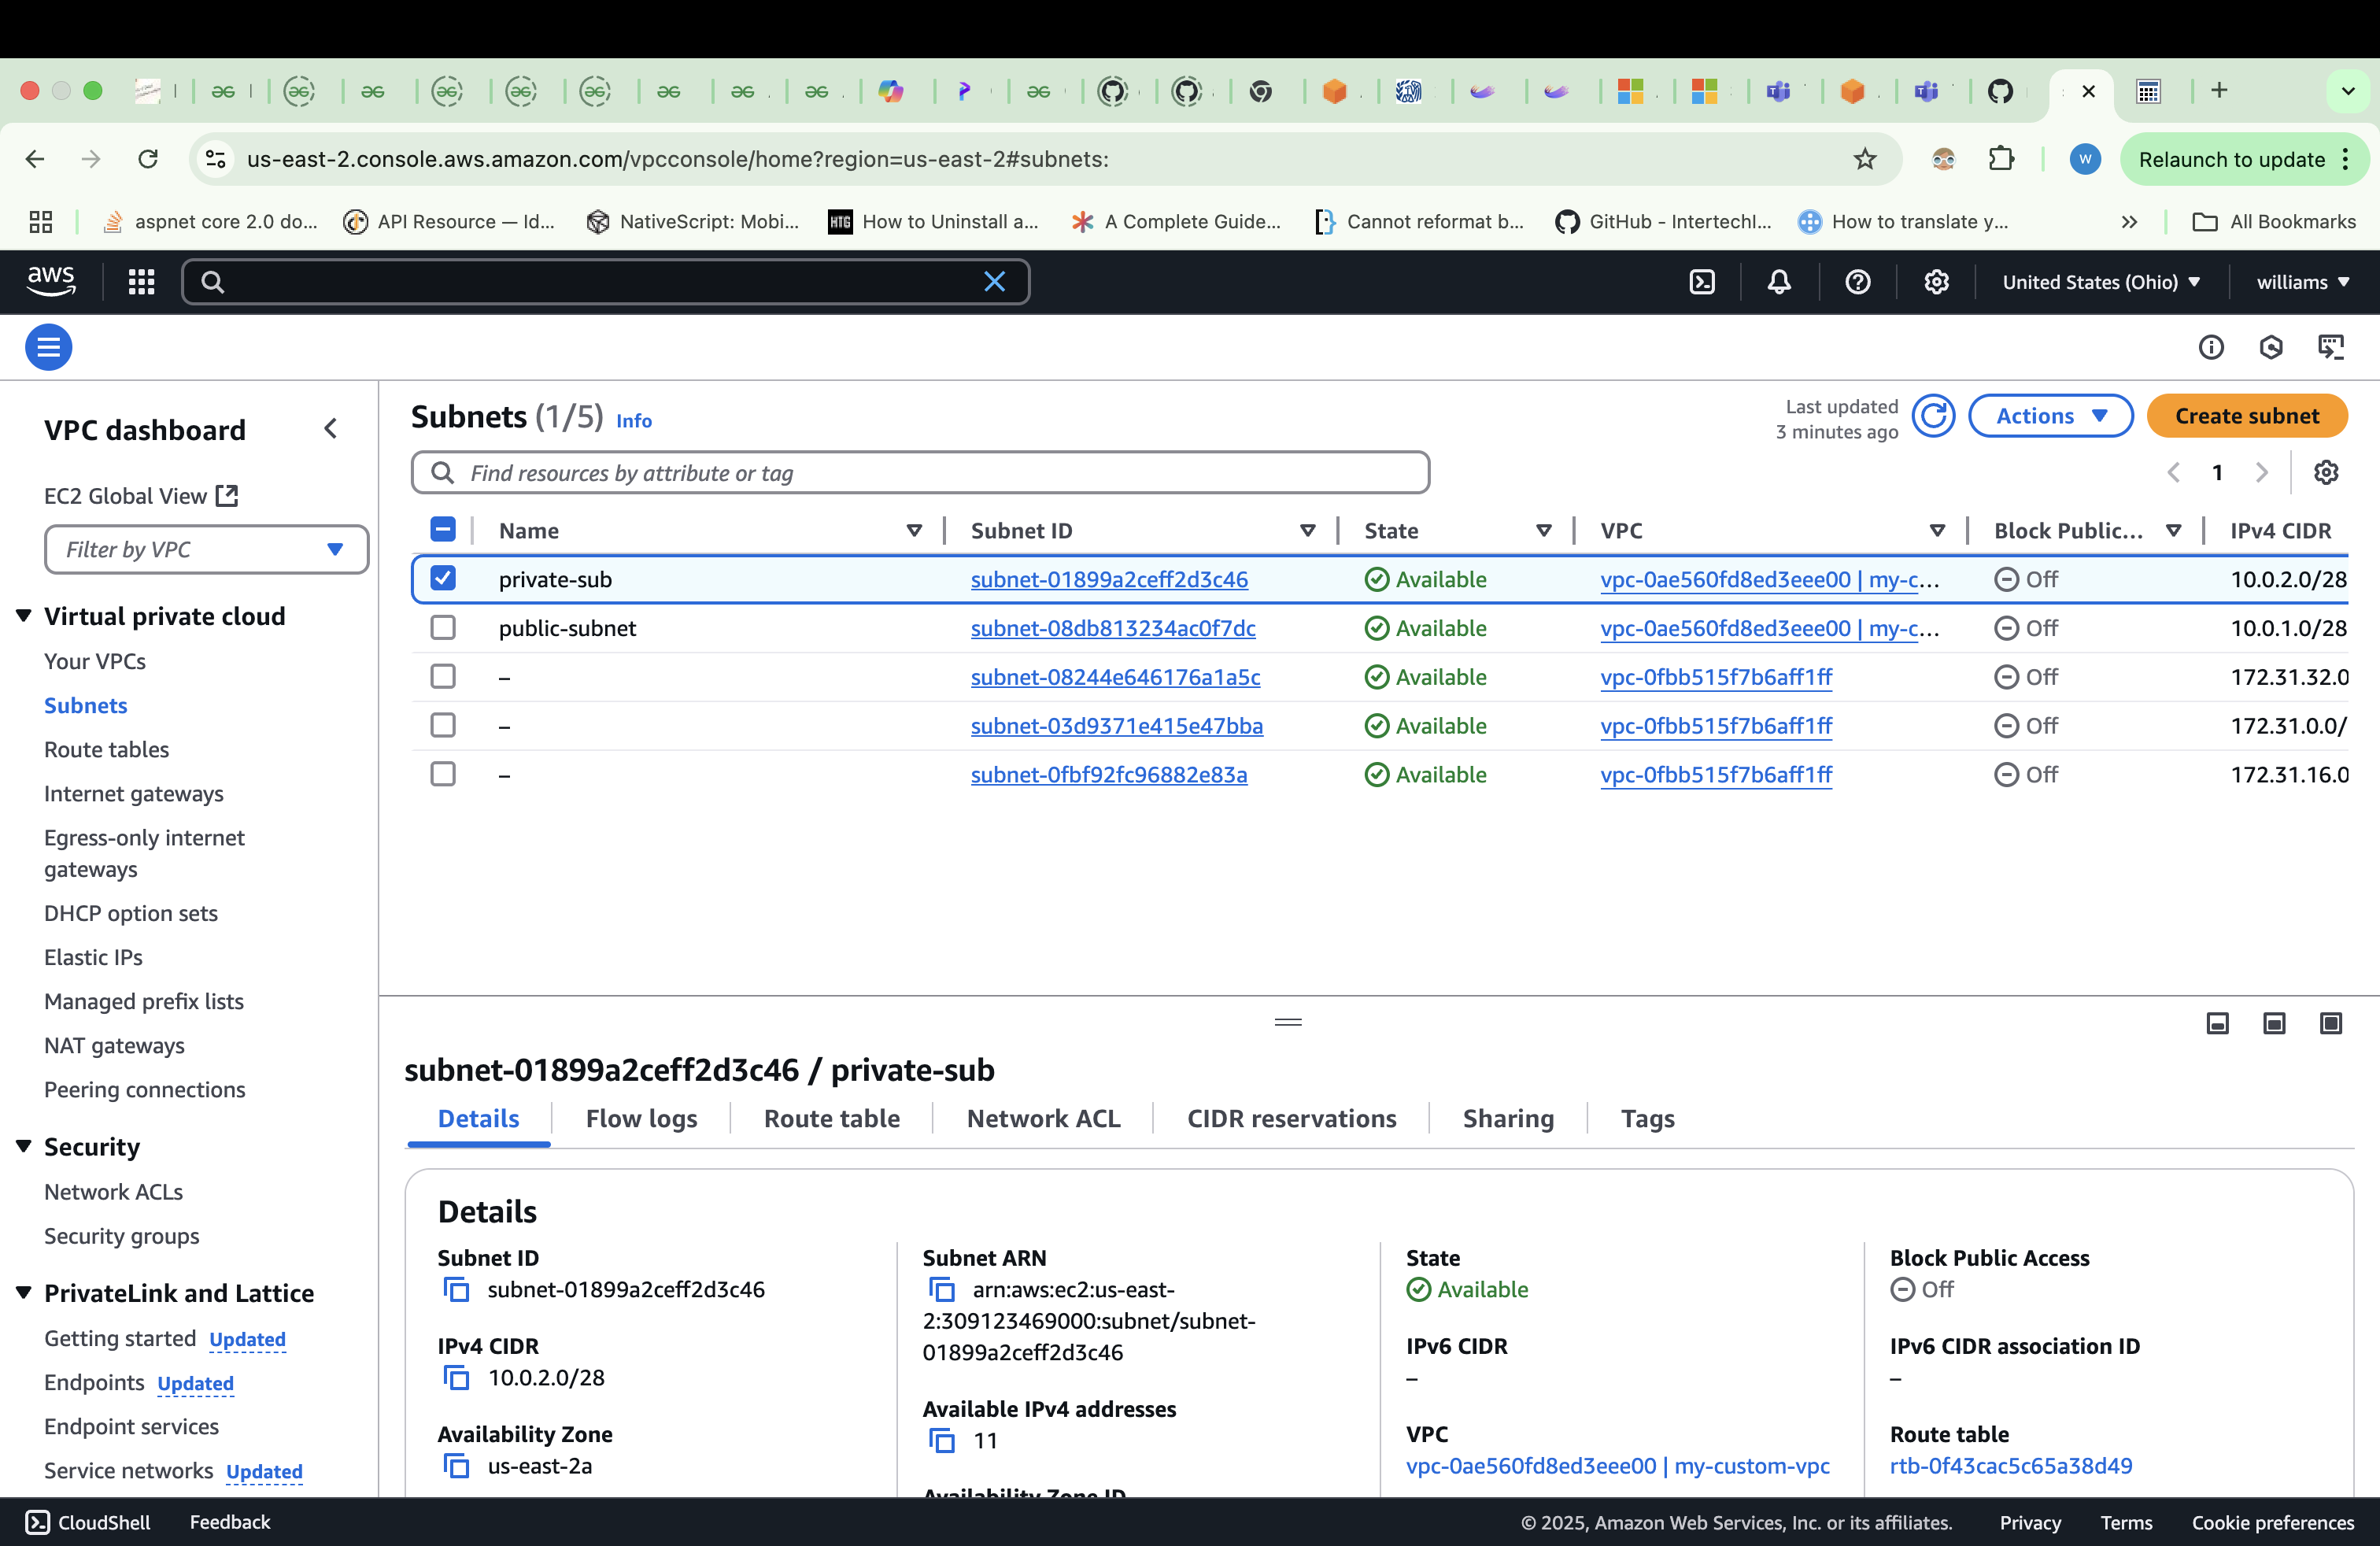 us-east-2.console.aws.amazon.com/vpcconsole/home?region=us-east-2#subnets:
W
Relaunch to update
aspnet core 2.0 do...
API Resource — Id...
NativeScript: Mobi...
HTG
How to Uninstall a...
A Complete Guide...
Cannot reformat b...
GitHub - Intertechl...
How to translate y...
All Bookmarks
aws
United States (Ohio)
williams
VPC dashboard
EC2 Global View
Filter by VPC
Virtual private cloud
Your VPCs
Subnets
Route tables
Internet gateways
Egress-only internet
gateways
DHCP option sets
Elastic IPs
Managed prefix lists
NAT gateways
Peering connections
Security
Network ACLs
Security groups
PrivateLink and Lattice
Getting started Updated
Endpoints Updated
Endpoint services
Service networks Updated
Subnets (1/5) Info
Last updated
3 minutes ago
Actions
Create subnet
Find resources by attribute or tag
1
Name Subnet ID State VPC Block Public... IPv4 CIDR
private-sub subnet-01899a2ceff2d3c46 Available vpc-0ae560fd8ed3eee00 | my-c... Off 10.0.2.0/28
public-subnet subnet-08db813234ac0f7dc Available vpc-0ae560fd8ed3eee00 | my-c... Off 10.0.1.0/28
– subnet-08244e646176a1a5c Available vpc-0fbb515f7b6aff1ff Off 172.31.32.0
– subnet-03d9371e415e47bba Available vpc-0fbb515f7b6aff1ff Off 172.31.0.0/
– subnet-0fbf92fc96882e83a Available vpc-0fbb515f7b6aff1ff Off 172.31.16.0
subnet-01899a2ceff2d3c46 / private-sub
Details Flow logs Route table Network ACL CIDR reservations Sharing Tags
Details
Subnet ID
subnet-01899a2ceff2d3c46
IPv4 CIDR
10.0.2.0/28
Availability Zone
us-east-2a
Subnet ARN
arn:aws:ec2:us-east-
2:309123469000:subnet/subnet-
01899a2ceff2d3c46
Available IPv4 addresses
11
Availability Zone ID
State
Available
IPv6 CIDR
–
VPC
vpc-0ae560fd8ed3eee00 | my-custom-vpc
Block Public Access
Off
IPv6 CIDR association ID
–
Route table
rtb-0f43cac5c65a38d49
CloudShell
Feedback
© 2025, Amazon Web Services, Inc. or its affiliates.
Privacy
Terms
Cookie preferences